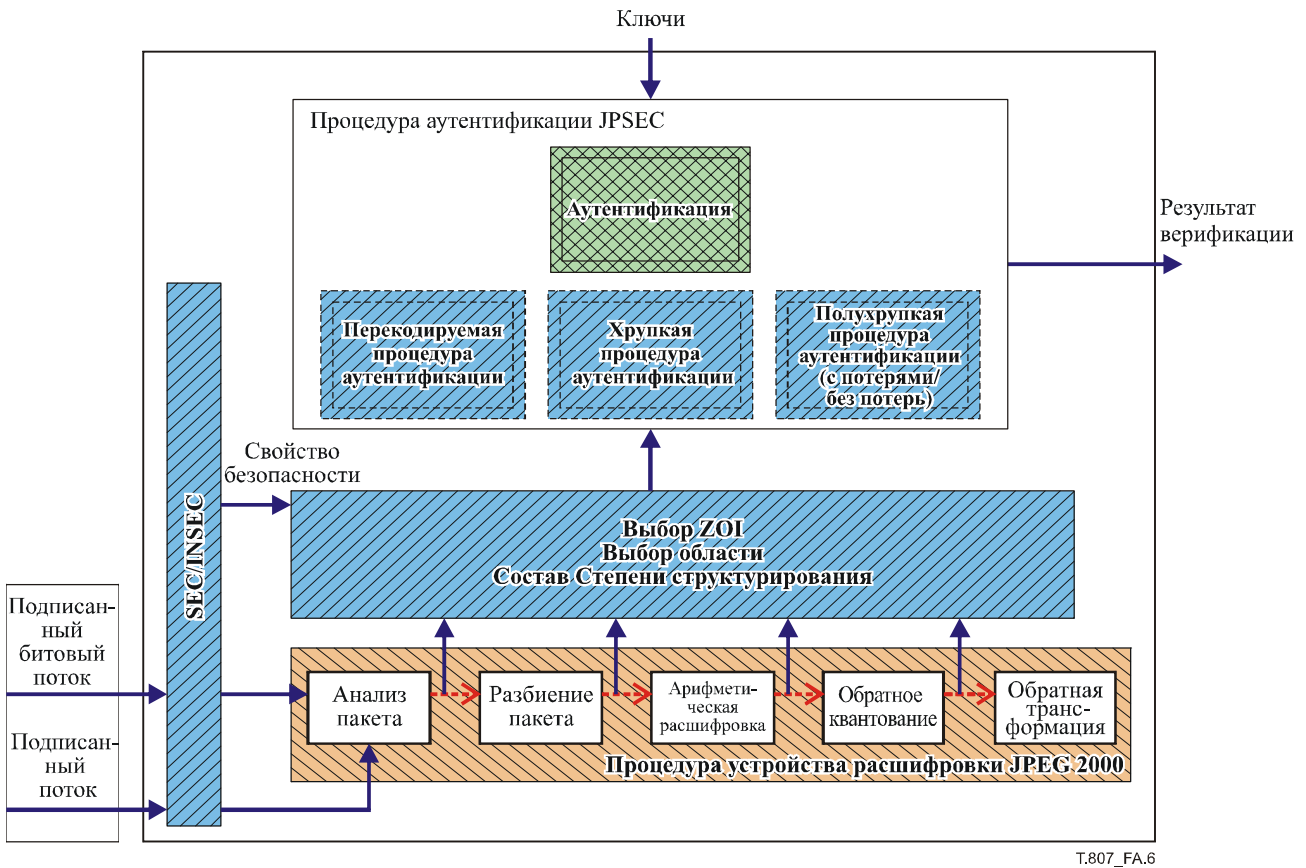 Ключи
Процедура аутентификации JPSEC
Аутентификация
Результат
верификации
Перекодируемая
процедура
аутентификации
Хрупкая
процедура
аутентификации
Полухрупкая
процедура
аутентификации
(с потерями/
без потерь)
Свойство
безопасности
SEC/INSEC
Выбор ZOI
Выбор области
Состав Степени структурирования
Подписан-
ный
битовый
поток
Подписан-
ный
поток
Анализ
пакета
Разбиение
пакета
Арифмети-
ческая
расшифровка
Обратное
квантование
Обратная
транс-
формация
Процедура устройства расшифровки JPEG 2000
T.807_FA.6